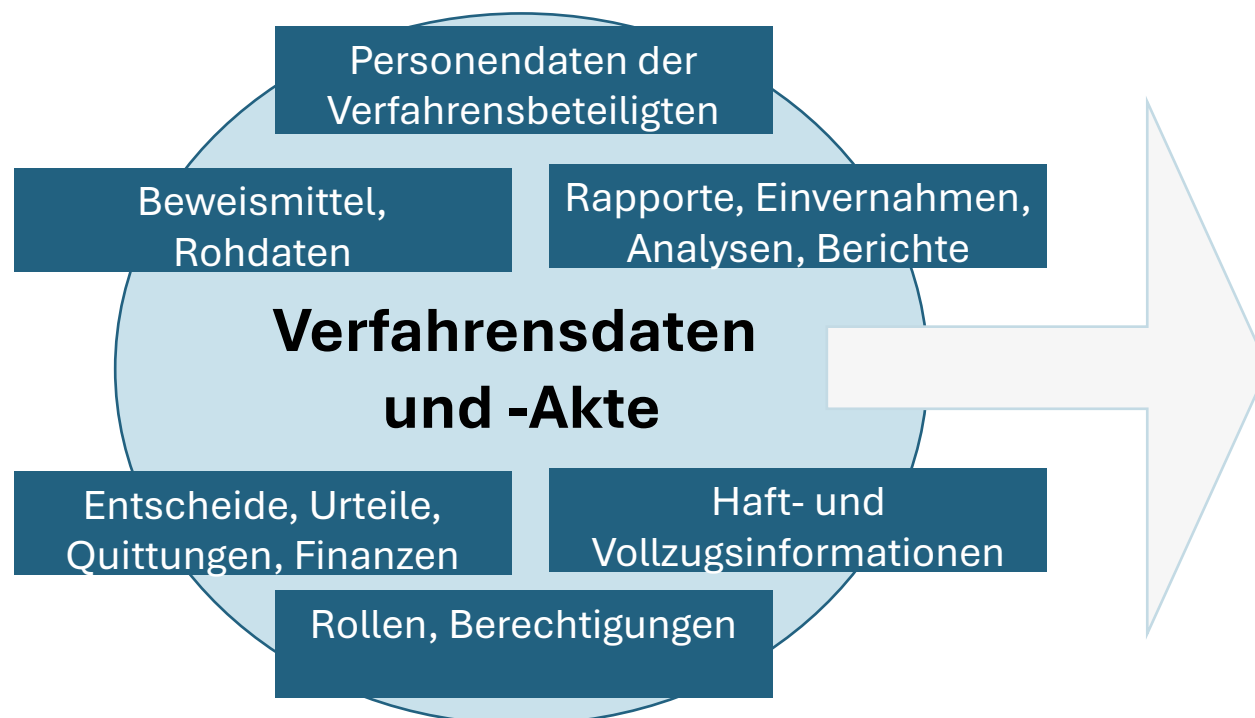 Personendaten der
Verfahrensbeteiligten
Beweismittel,
Rohdaten
Rapporte, Einvernahmen,
Analysen, Berichte
Verfahrensdaten
und -Akte
Entscheide, Urteile,
Quittungen, Finanzen
Haft- und
Vollzugsinformationen
Rollen, Berechtigungen